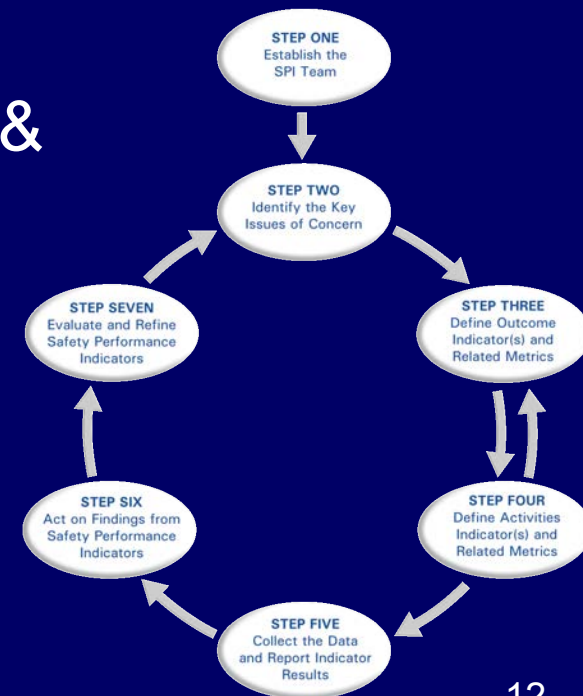 &
STEP ONE
Establish the
SPI Team
STEP TWO
Identify the Key
Issues of Concern
STEP THREE
Define Outcome
Indicator(s) and
Related Metrics
STEP FOUR
Define Activities
Indicator(s) and
Related Metrics
STEP FIVE
Collect the Data
and Report Indicator
Results
STEP SIX
Act on Findings from
Safety Performance
Indicators
STEP SEVEN
Evaluate and Refine
Safety Performance
Indicators
12